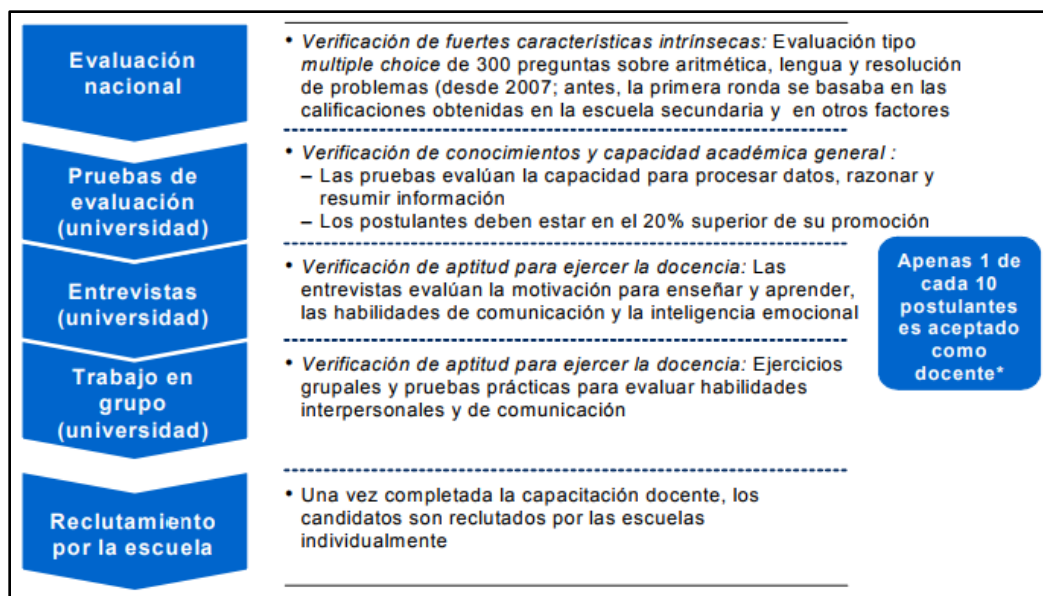 Evaluación
nacional
• Verificación de fuertes características intrínsecas: Evaluación tipo
multiple choice de 300 preguntas sobre aritmética, lengua y resolución
de problemas (desde 2007; antes, la primera ronda se basaba en las
calificaciones obtenidas en la escuela secundaria y en otros factores
Pruebas de
evaluación
(universidad)
• Verificación de conocimientos y capacidad académica general :
– Las pruebas evalúan la capacidad para procesar datos, razonar y
resumir información
– Los postulantes deben estar en el 20% superior de su promoción
Entrevistas
(universidad)
• Verificación de aptitud para ejercer la docencia: Las
entrevistas evalúan la motivación para enseñar y aprender,
las habilidades de comunicación y la inteligencia emocional
Trabajo en
grupo
(universidad)
• Verificación de aptitud para ejercer la docencia: Ejercicios
grupales y pruebas prácticas para evaluar habilidades
interpersonales y de comunicación
Apenas 1 de
cada 10
postulantes
es aceptado
como
docente*
Reclutamiento
por la escuela
• Una vez completada la capacitación docente, los
candidatos son reclutados por las escuelas
individualmente